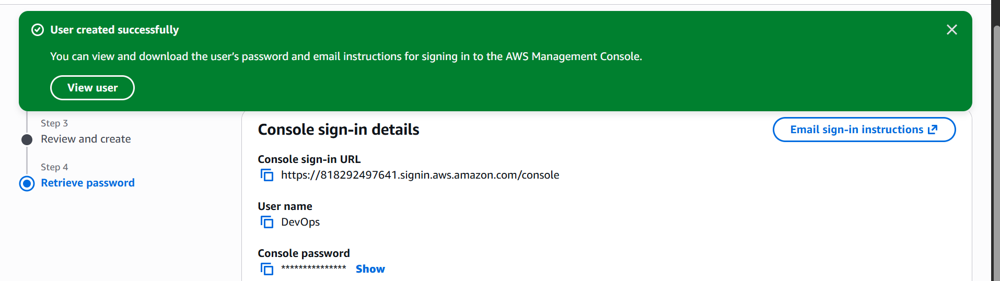 User created successfully
You can view and download the user’s password and email instructions for signing in to the AWS Management Console.
View user
Step 3
Review and create
Step 4
Retrieve password
Console sign-in details
Email sign-in instructions
Console sign-in URL
https://818292497641.signin.aws.amazon.com/console
User name
DevOps
Console password
*************** Show